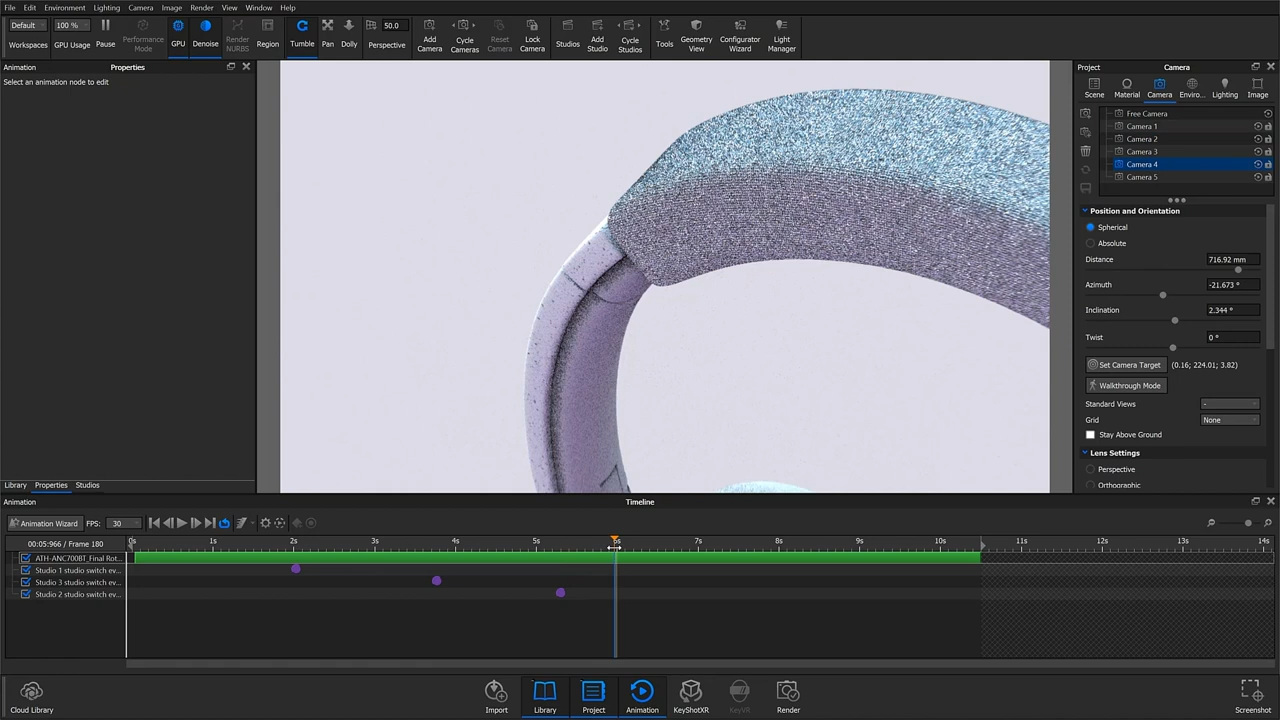 File Edit Environment Lighting Camera Image Render View Window Help
Default 100 % 50.0
Workspaces GPU Usage Pause Performance Mode GPU Denoise Render NURBS Region Tumble Pan Dolly Perspective Add Camera Cycle Cameras Reset Camera Lock Camera Studios Add Studio Cycle Studios Tools Geometry View Configurator Wizard Light Manager
Animation Properties
Select an animation node to edit
Project Camera
Scene Material Camera Enviro... Lighting Image
Free Camera
Camera 1
Camera 2
Camera 3
Camera 4
Camera 5
Position and Orientation
Spherical
Absolute
Distance 716.92 mm
Azimuth -21.673 °
Inclination 2.344 °
Twist 0 °
Set Camera Target (0.16; 224.01; 3.82)
Walkthrough Mode
Standard Views -
Grid None
Stay Above Ground
Lens Settings
Perspective
Orthographic
Library Properties Studios
Animation Timeline
Animation Wizard FPS: 30
00:05:966 / Frame 180
0s 1s 2s 3s 4s 5s 6s 7s 8s 9s 10s 11s 12s 13s 14s
ATH-ANC700BT_Final Rot...
Studio 1 studio switch ev...
Studio 3 studio switch ev...
Studio 2 studio switch ev...
Cloud Library Import Library Project Animation KeyShotXR KeyVR Render Screenshot